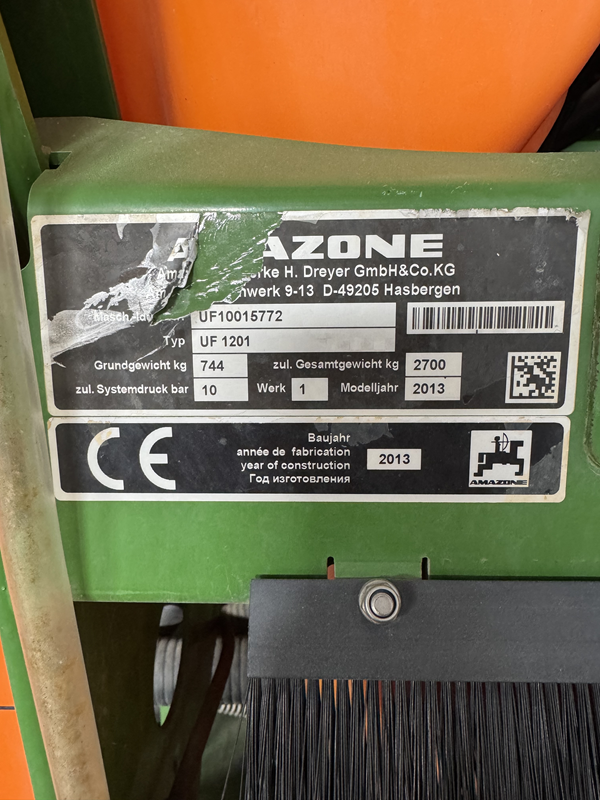 AZONE
erke H. Dreyer GmbH&Co.KG
nwerk 9-13 D-49205 Hasbergen
UF10015772
Typ UF 1201
Grundgewicht kg 744 zul. Gesamtgewicht kg 2700
zul. Systemdruck bar 10 Werk 1 Modelljahr 2013
CE
Baujahr
année de fabrication
year of construction 2013
Год изготовления
AMAZONE